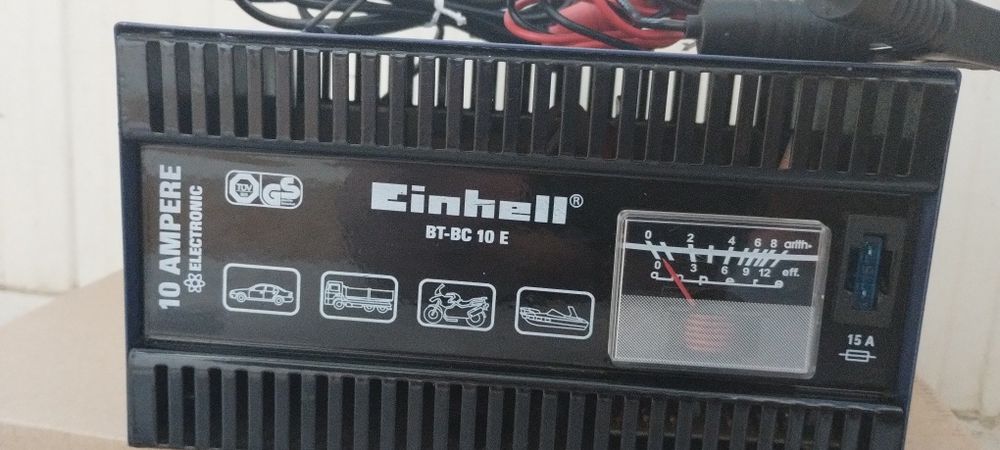 10 AMPERE
ELECTRONIC
TÜV
GS
Einhell®
BT-BC 10 E
0 2 4 6 8 arith.
0 3 6 9 12 eff.
ampere
15
15 A